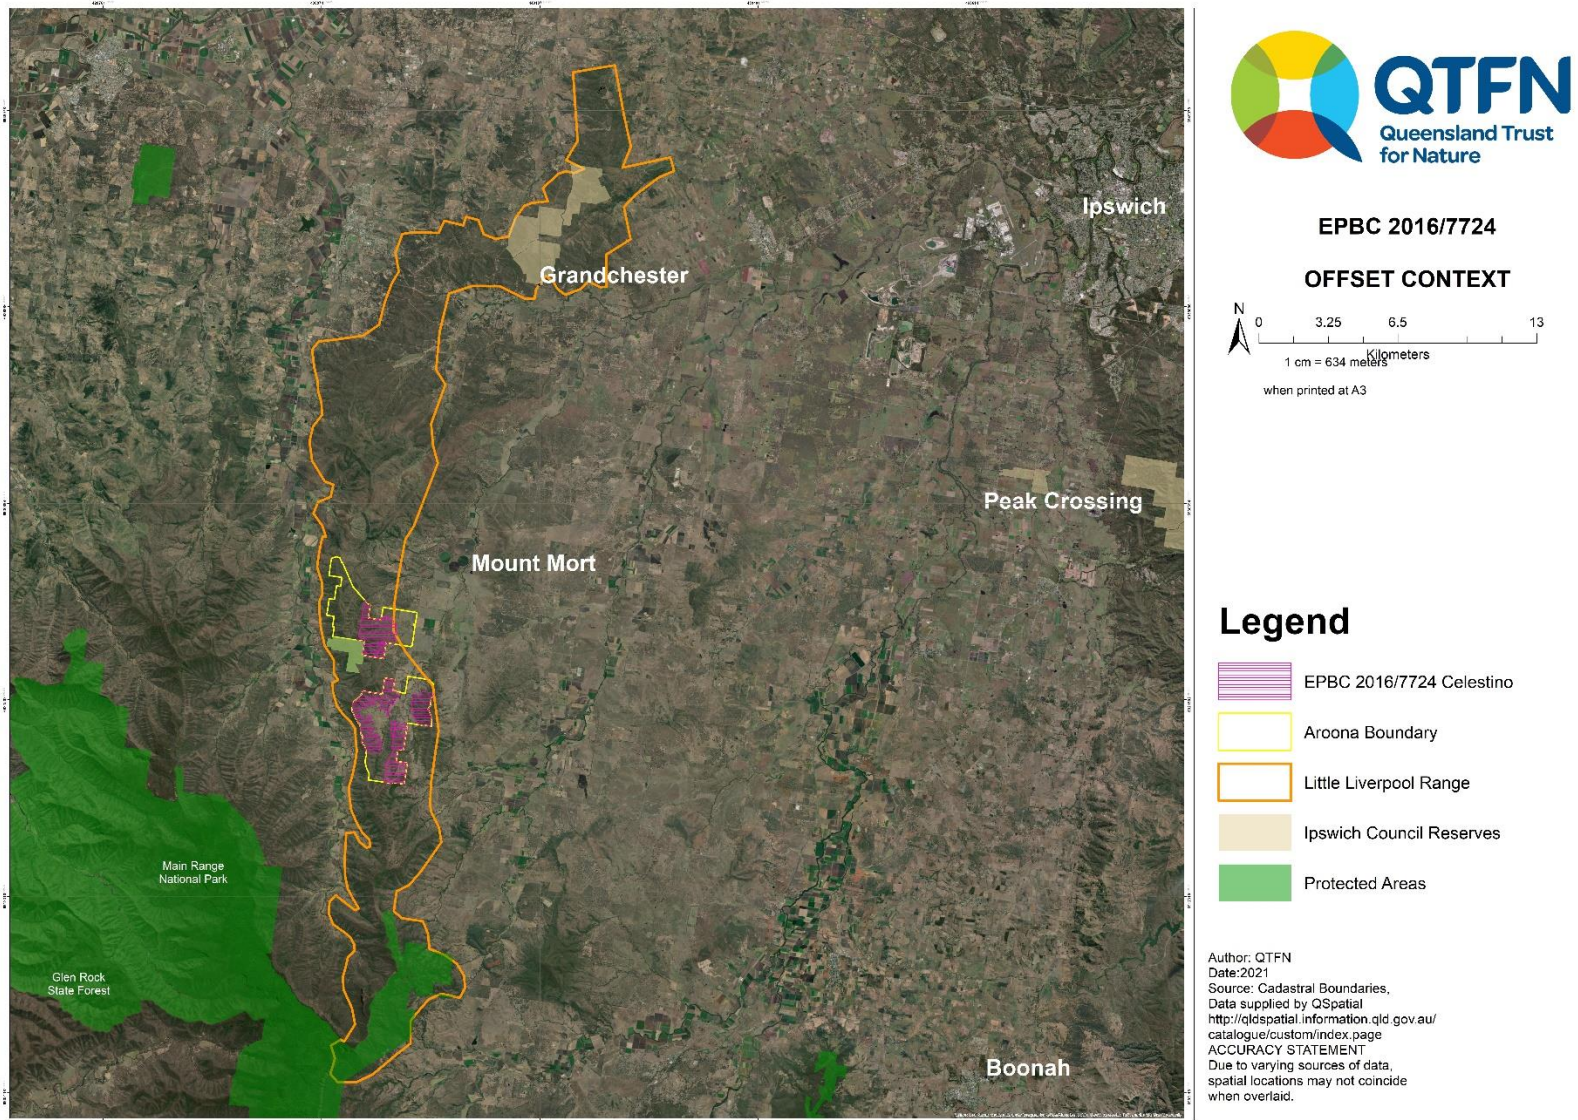 Ipswich
Grandchester
Peak Crossing
Mount Mort
Main Range
National Park
Glen Rock
State Forest
Boonah
QTFN
Queensland Trust
for Nature
EPBC 2016/7724
OFFSET CONTEXT
N
0 3.25 6.5 13
Kilometers
1 cm = 634 meters
when printed at A3
Legend
EPBC 2016/7724 Celestino
Aroona Boundary
Little Liverpool Range
Ipswich Council Reserves
Protected Areas
Author: QTFN
Date:2021
Source: Cadastral Boundaries,
Data supplied by QSpatial
http://qldspatial.information.qld.gov.au/
catalogue/custom/index.page
ACCURACY STATEMENT
Due to varying sources of data,
spatial locations may not coincide
when overlaid.